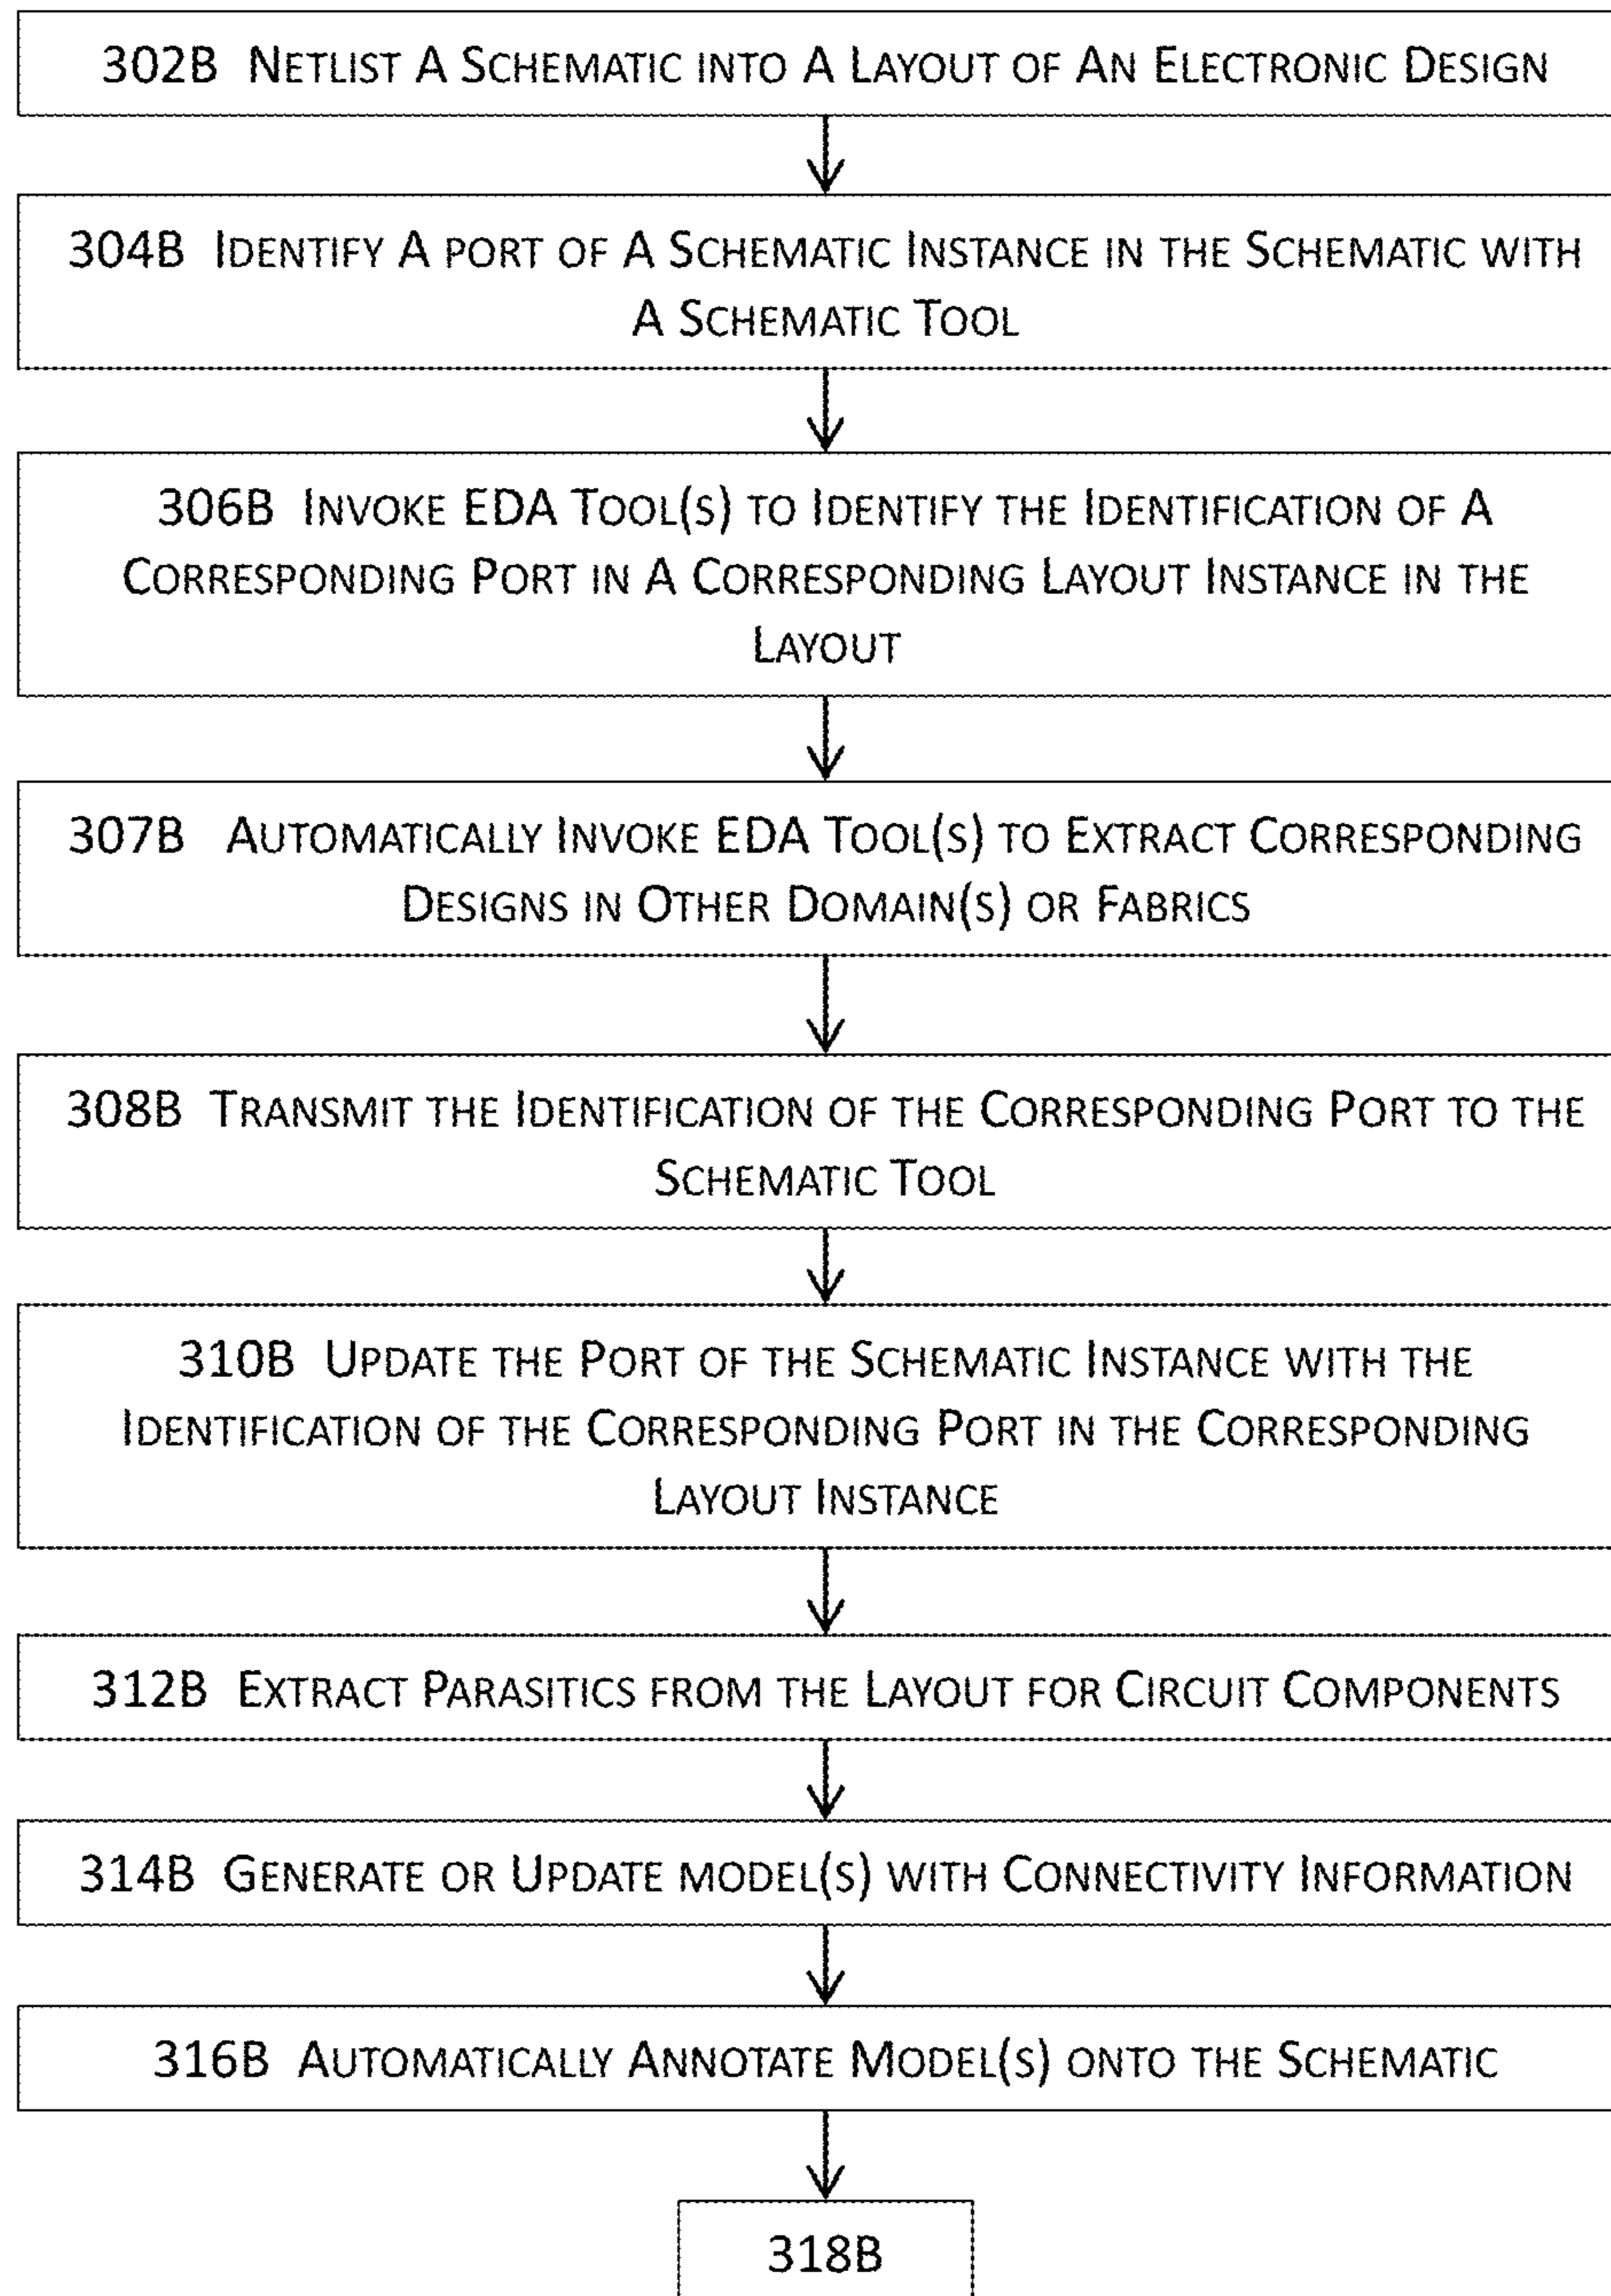 302B NETLIST A SCHEMATIC INTO A LAYOUT OF AN ELECTRONIC DESIGN
304B IDENTIFY A PORT OF A SCHEMATIC INSTANCE IN THE SCHEMATIC WITH
A SCHEMATIC TOOL
306B INVOKE EDA TOOL(S) TO IDENTIFY THE IDENTIFICATION OF A
CORRESPONDING PORT IN A CORRESPONDING LAYOUT INSTANCE IN THE
LAYOUT
307B AUTOMATICALLY INVOKE EDA TOOL(S) TO EXTRACT CORRESPONDING
DESIGNS IN OTHER DOMAIN(S) OR FABRICS
308B TRANSMIT THE IDENTIFICATION OF THE CORRESPONDING PORT TO THE
SCHEMATIC TOOL
310B UPDATE THE PORT OF THE SCHEMATIC INSTANCE WITH THE
IDENTIFICATION OF THE CORRESPONDING PORT IN THE CORRESPONDING
LAYOUT INSTANCE
312B EXTRACT PARASITICS FROM THE LAYOUT FOR CIRCUIT COMPONENTS
314B GENERATE OR UPDATE MODEL(S) WITH CONNECTIVITY INFORMATION
316B AUTOMATICALLY ANNOTATE MODEL(S) ONTO THE SCHEMATIC
318B